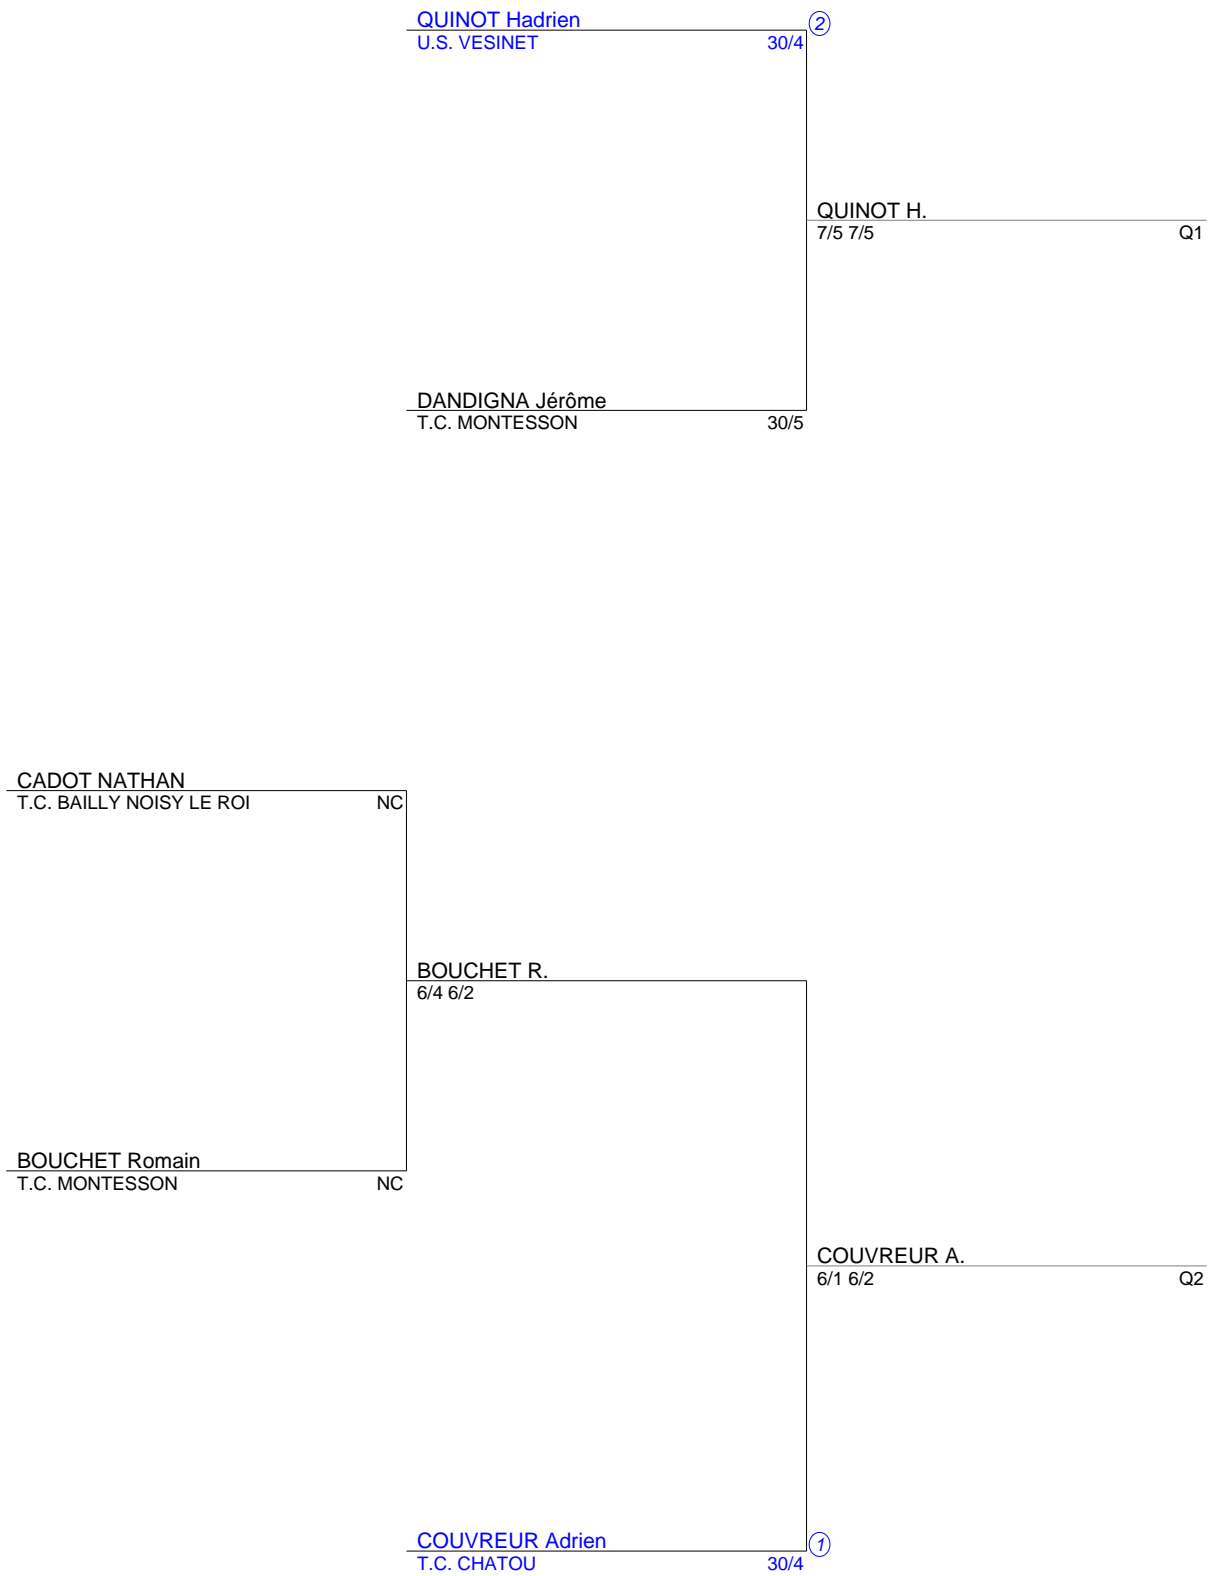 QUINOT Hadrien 2
U.S. VESINET 30/4
QUINOT H.
7/5 7/5 Q1
DANDIGNA Jérôme
T.C. MONTESSON 30/5
CADOT NATHAN
T.C. BAILLY NOISY LE ROI NC
BOUCHET R.
6/4 6/2
BOUCHET Romain
T.C. MONTESSON NC
COUVREUR A.
6/1 6/2 Q2
COUVREUR Adrien 1
T.C. CHATOU 30/4